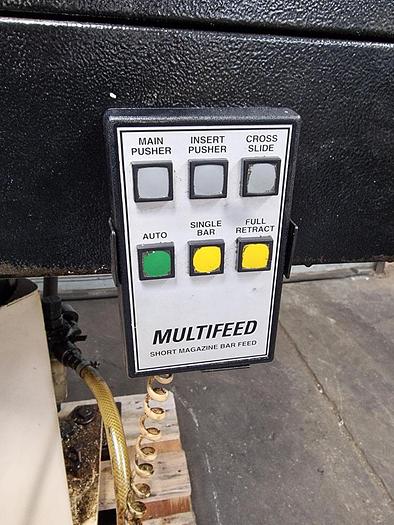 MAIN PUSHER
INSERT PUSHER
CROSS SLIDE
AUTO
SINGLE BAR
FULL RETRACT
MULTIFEED
SHORT MAGAZINE BAR FEED